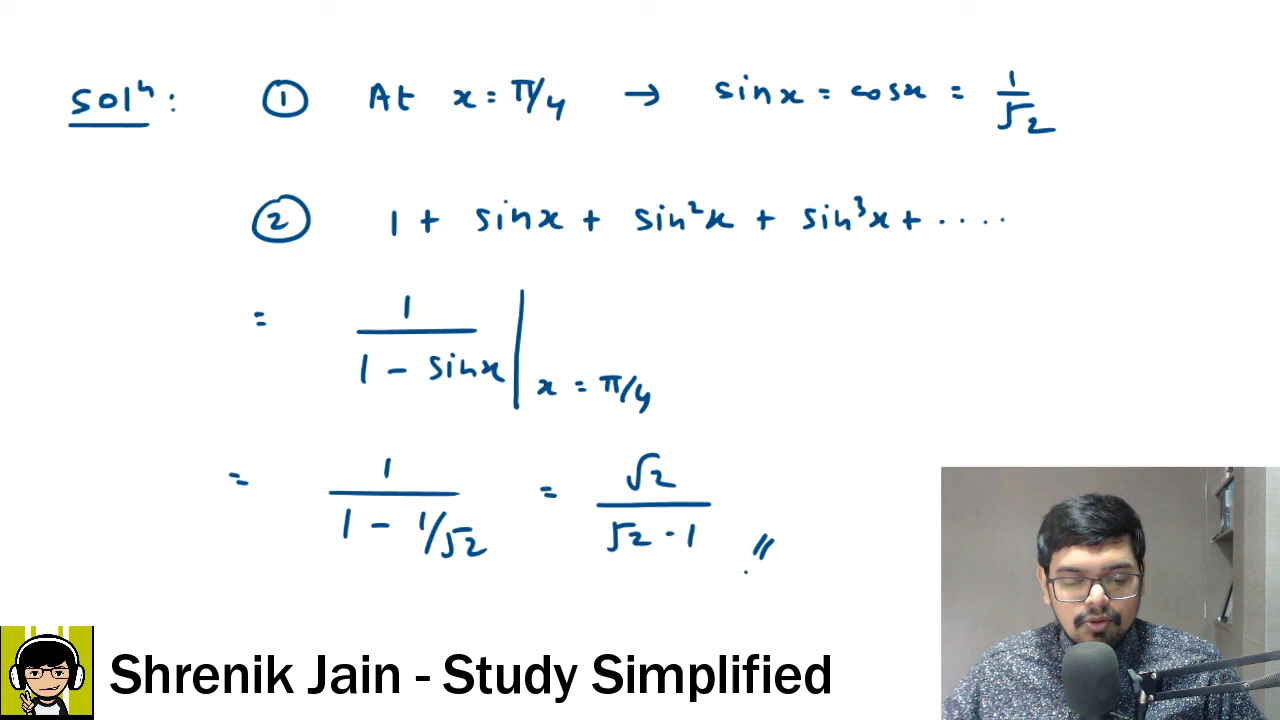 Solⁿ: ① At x = π/4 → sinx = cosx = 1/√2
② 1 + sinx + sin²x + sin³x + ....
= 1/(1 - sinx) | x = π/4
= 1/(1 - 1/√2) = √2/(√2 - 1) //
Shrenik Jain - Study Simplified